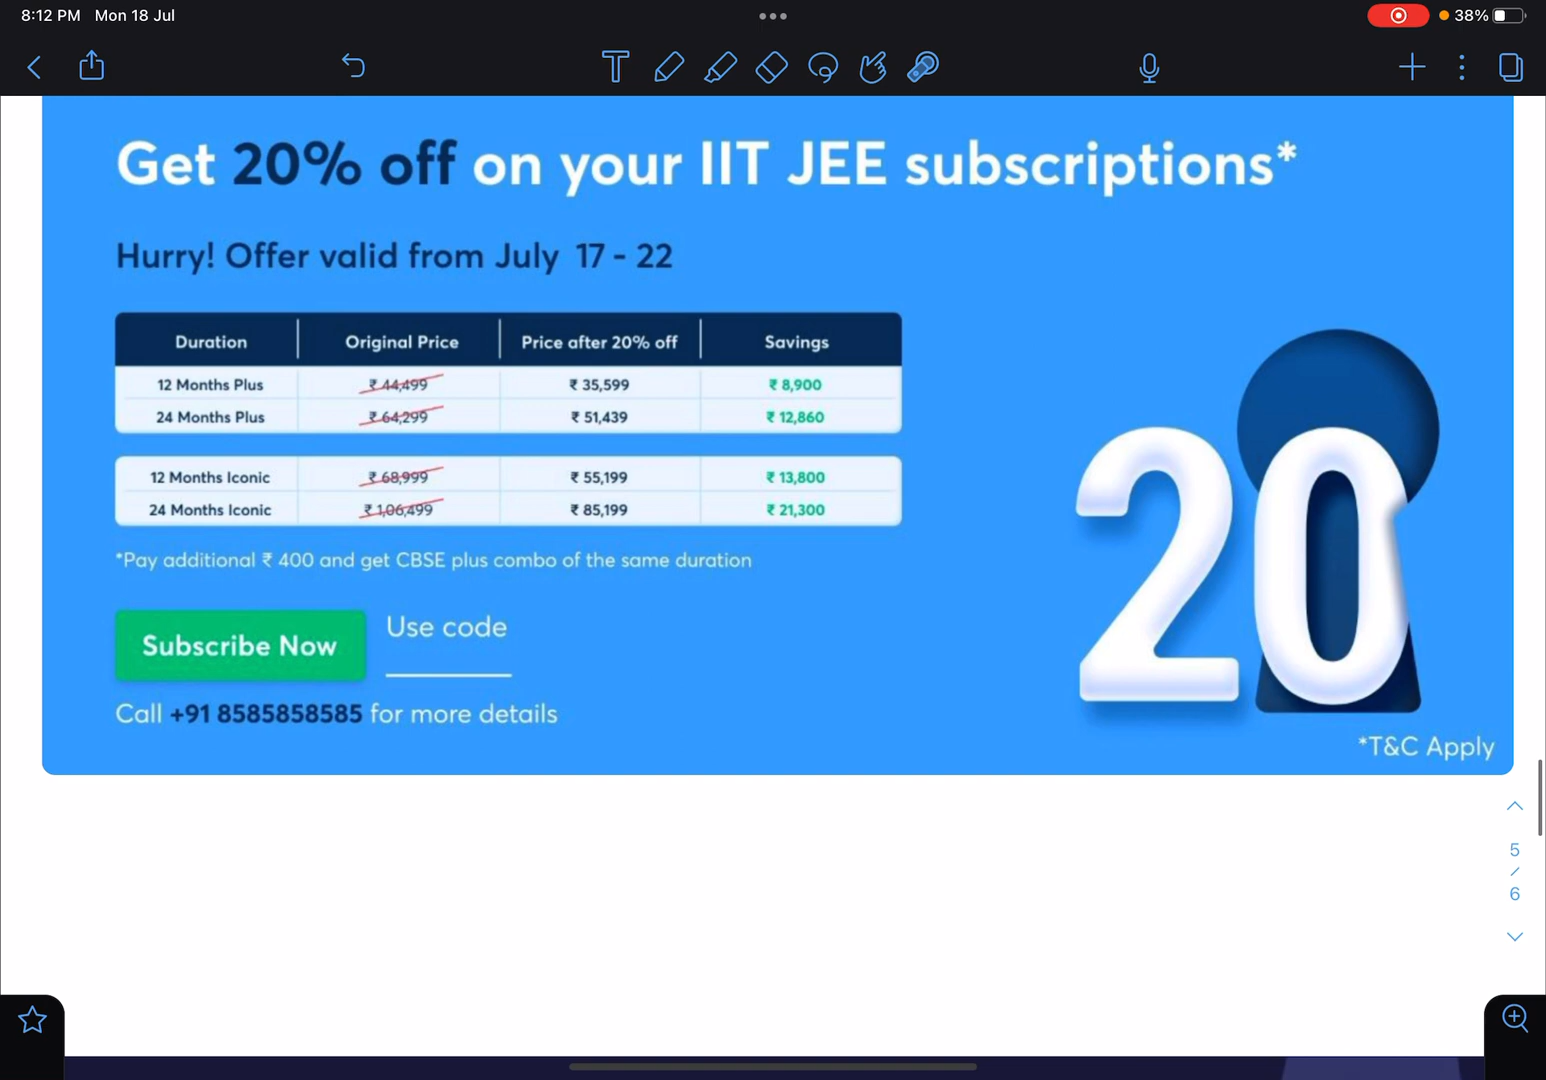 8:12 PM Mon 18 Jul
38%
Get 20% off on your IIT JEE subscriptions*
Hurry! Offer valid from July 17 - 22
Duration Original Price Price after 20% off Savings
12 Months Plus ₹ 44,499 ₹ 35,599 ₹ 8,900
24 Months Plus ₹ 64,299 ₹ 51,439 ₹ 12,860
12 Months Iconic ₹ 68,999 ₹ 55,199 ₹ 13,800
24 Months Iconic ₹ 1,06,499 ₹ 85,199 ₹ 21,300
*Pay additional ₹ 400 and get CBSE plus combo of the same duration
Subscribe Now
Use code
Call +91 8585858585 for more details
20
*T&C Apply
5
/
6